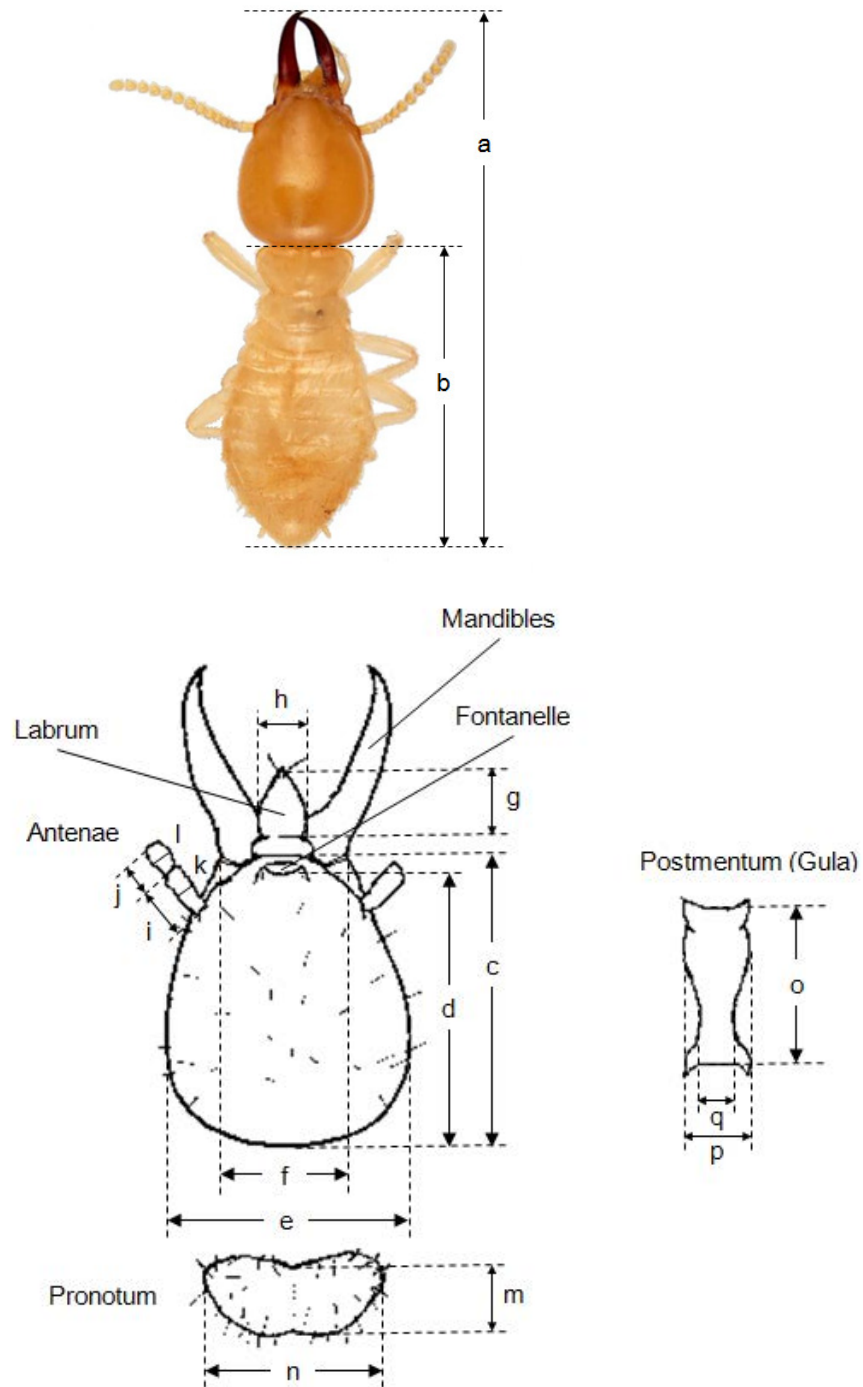 a
b
Mandibles
h
Fontanelle
Labrum
g
Antenae
l
k
j
i
Postmentum (Gula)
c
d
o
q
p
f
e
Pronotum
m
n